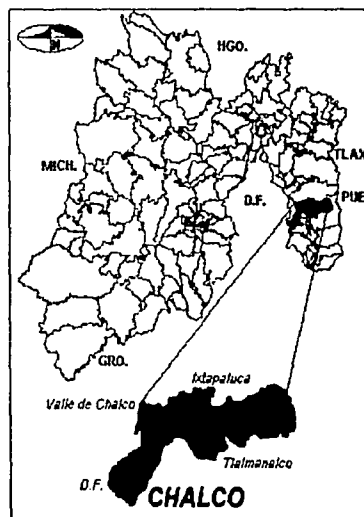 HGO.
MICH.
TLAX
D.F.
PUE
GRO.
Ixtapaluca
Valle de Chalco
Tlalmanalco
D.F.
CHALCO